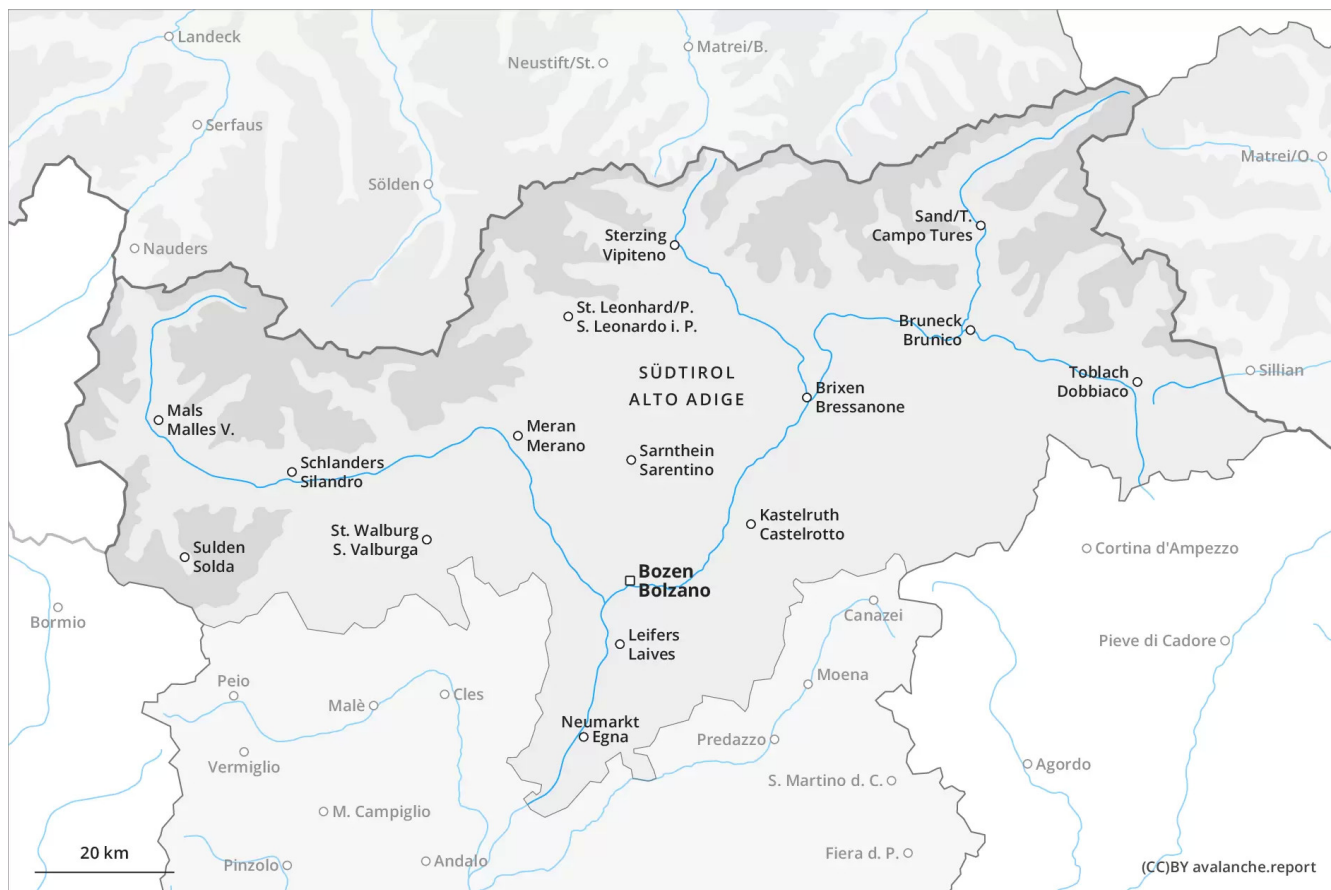 Landeck
Matrei/B.
Neustift/St.
Serfaus
Matrei/O.
Sölden
Sand/T.
Campo Tures
Nauders
Sterzing
Vipiteno
St. Leonhard/P.
S. Leonardo i. P.
Bruneck
Brunico
SÜDTIROL
ALTO ADIGE
Toblach
Dobbiaco
Sillian
Brixen
Bressanone
Mals
Malles V.
Meran
Merano
Sarnthein
Sarentino
Schlanders
Silandro
Kastelruth
Castelrotto
St. Walburg
S. Valburga
Sulden
Solda
Cortina d'Ampezzo
Bozen
Bolzano
Bormio
Canazei
Leifers
Laives
Pieve di Cadore
Peio
Moena
Malè
Cles
Neumarkt
Egna
Predazzo
Vermiglio
Agordo
S. Martino d. C.
M. Campiglio
20 km
Pinzolo
Andalo
Fiera d. P.
(CC)BY avalanche.report